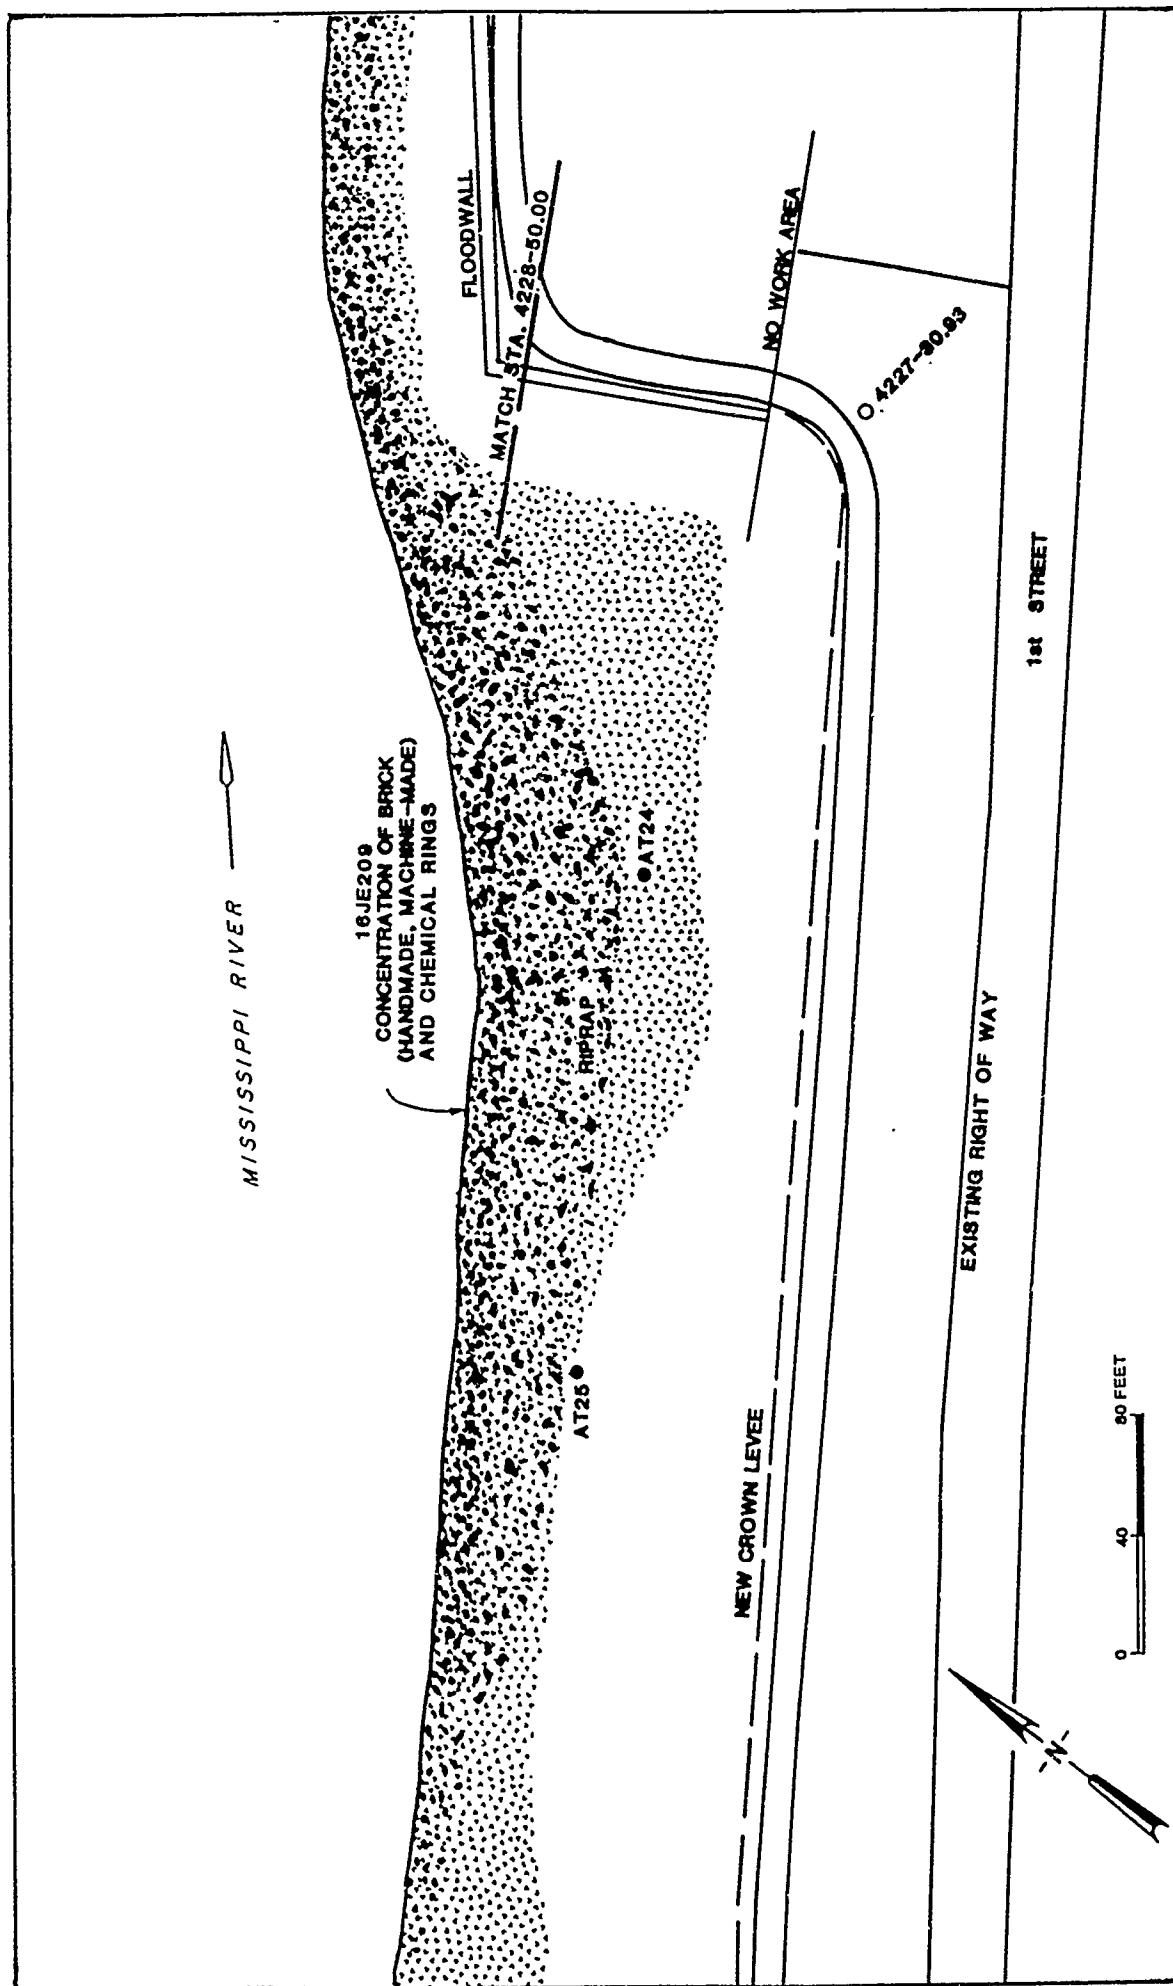 MISSISSIPPI RIVER
16JE209
CONCENTRATION OF BRICK
(HANDMADE, MACHINE-MADE)
AND CHEMICAL RINGS
FLOODWALL
MATCH STA. 4228-50.00
NO WORK AREA
4227-90.93
RIPRAP
AT24
AT25
NEW CROWN LEVEE
EXISTING RIGHT OF WAY
1st STREET
0 40 80 FEET
-N-